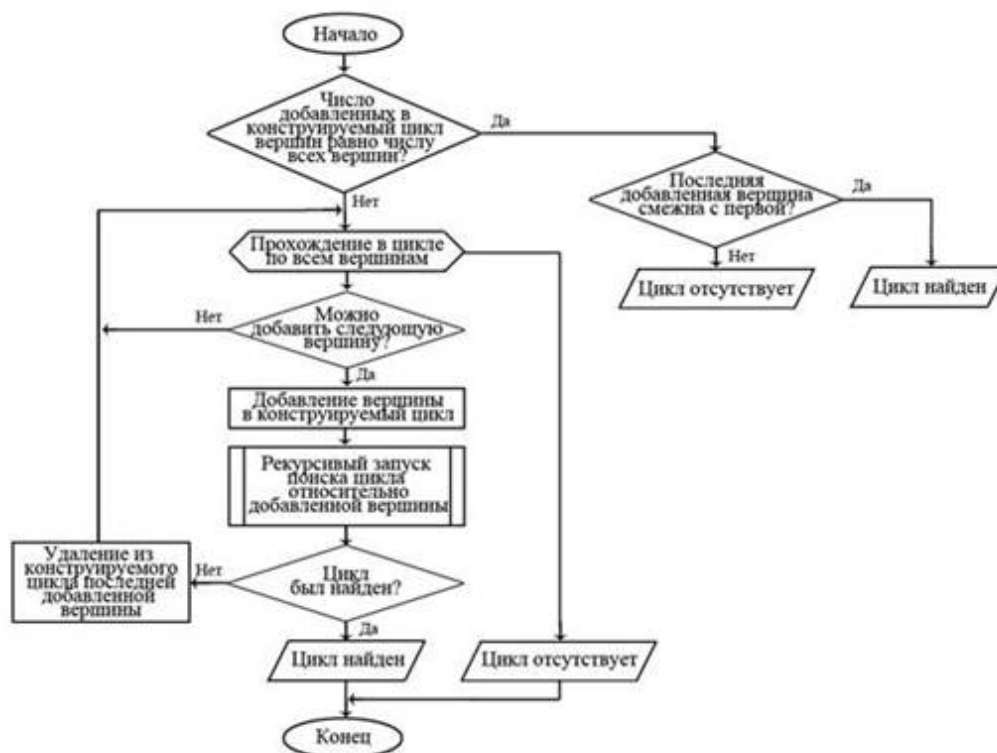 Начало
Число
добавленных в
конструируемый цикл
вершин равно числу
всех вершин?
Да
Последняя
добавленная вершина
смежна с первой?
Да
Нет
Нет
Прохождение в цикле
по всем вершинам
Цикл отсутствует
Цикл найден
Можно
добавить следующую
вершину?
Нет
Да
Добавление вершины
в конструируемый цикл
Рекурсивый запуск
поиска цикла
относительно
добавленной вершины
Удаление из
конструируемого
цикла последней
добавленной
вершины
Нет
Цикл
был найден?
Да
Цикл найден
Цикл отсутствует
Конец